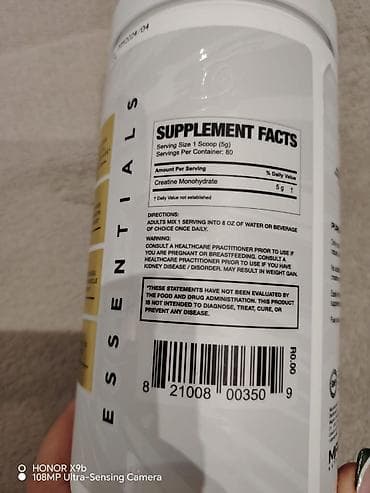 2024/04
ESSENTIALS
SUPPLEMENT FACTS
Serving Size 1 Scoop (5g)
Servings Per Container: 80
Amount Per Serving % Daily Value
Creatine Monohydrate 5 g †
† Daily Value not established
DIRECTIONS:
ADULTS MIX 1 SERVING INTO 8 OZ OF WATER OR BEVERAGE
OF CHOICE ONCE DAILY.
WARNING:
CONSULT A HEALTHCARE PRACTITIONER PRIOR TO USE IF
YOU ARE PREGNANT OR BREASTFEEDING. CONSULT A
HEALTHCARE PRACTITIONER PRIOR TO USE IF YOU HAVE
KIDNEY DISEASE / DISORDER. MAY RESULT IN WEIGHT GAIN.
*THESE STATEMENTS HAVE NOT BEEN EVALUATED BY
THE FOOD AND DRUG ADMINISTRATION. THIS PRODUCT
IS NOT INTENDED TO DIAGNOSE, TREAT, CURE, OR
PREVENT ANY DISEASE.
R0.00
8 21008 00350 9
HONOR X9b
108MP Ultra-Sensing Camera